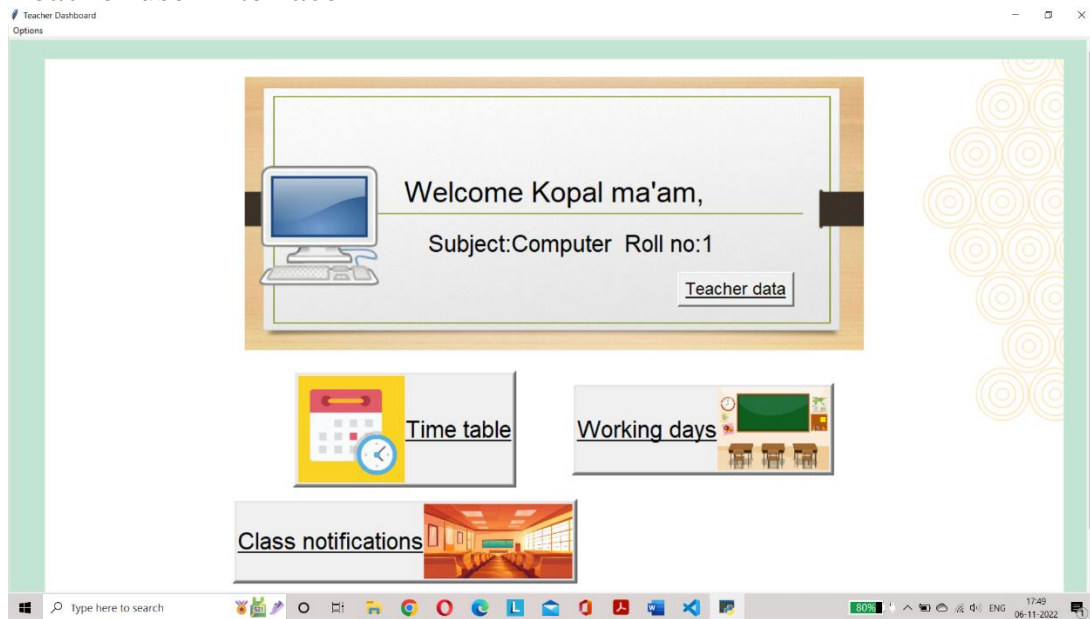 Teacher Dashboard
Options
Welcome Kopal ma'am,
Subject:Computer Roll no:1
Teacher data
Time table
Working days
Class notifications
Type here to search
80%
ENG
17:49
06-11-2022